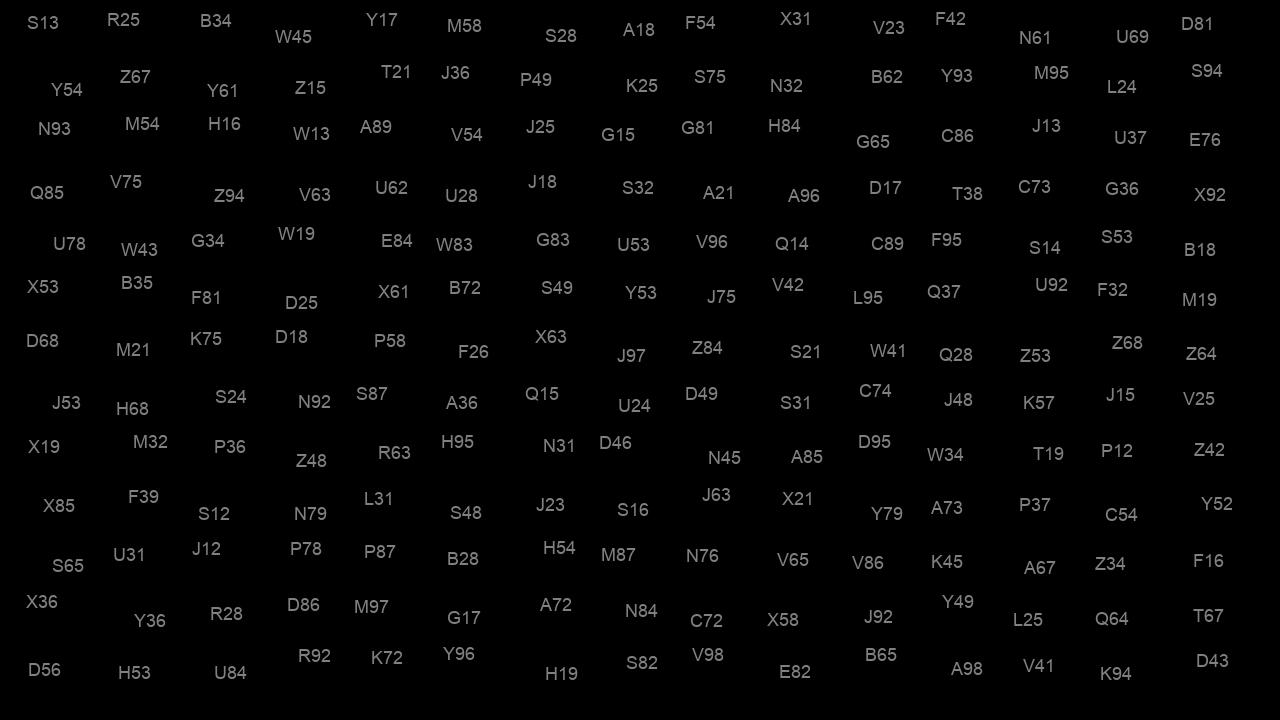 S13 R25 B34 W45 Y17 M58 S28 A18 F54 X31 V23 F42 N61 U69 D81
Y54 Z67 Y61 Z15 T21 J36 P49 K25 S75 N32 B62 Y93 M95 L24 S94
N93 M54 H16 W13 A89 V54 J25 G15 G81 H84 G65 C86 J13 U37 E76
Q85 V75 Z94 V63 U62 U28 J18 S32 A21 A96 D17 T38 C73 G36 X92
U78 W43 G34 W19 E84 W83 G83 U53 V96 Q14 C89 F95 S14 S53 B18
X53 B35 F81 D25 X61 B72 S49 Y53 J75 V42 L95 Q37 U92 F32 M19
D68 M21 K75 D18 P58 F26 X63 J97 Z84 S21 W41 Q28 Z53 Z68 Z64
J53 H68 S24 N92 S87 A36 Q15 U24 D49 S31 C74 J48 K57 J15 V25
X19 M32 P36 Z48 R63 H95 N31 D46 N45 A85 D95 W34 T19 P12 Z42
X85 F39 S12 N79 L31 S48 J23 S16 J63 X21 Y79 A73 P37 C54 Y52
S65 U31 J12 P78 P87 B28 H54 M87 N76 V65 V86 K45 A67 Z34 F16
X36 Y36 R28 D86 M97 G17 A72 N84 C72 X58 J92 Y49 L25 Q64 T67
D56 H53 U84 R92 K72 Y96 H19 S82 V98 E82 B65 A98 V41 K94 D43